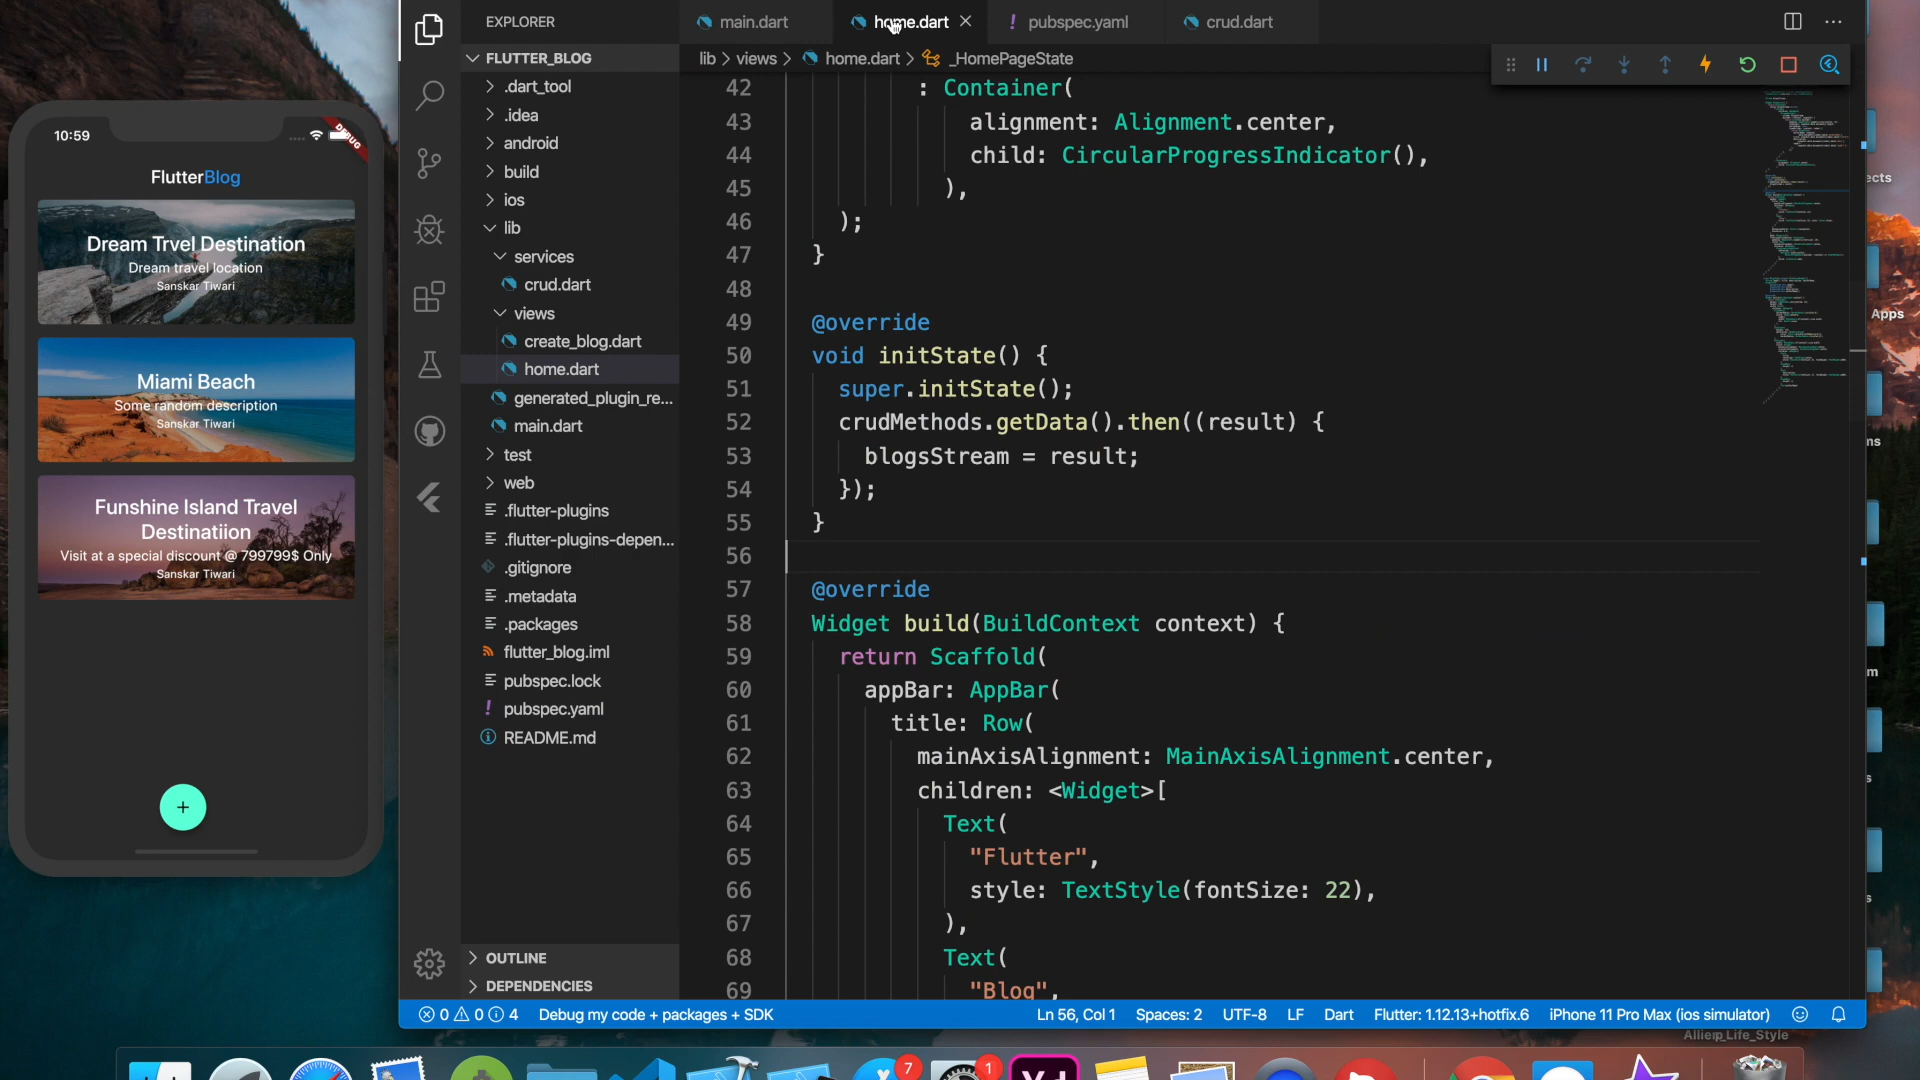 10:59
DEBUG
FlutterBlog
Dream Trvel Destination
Dream travel location
Sanskar Tiwari
Miami Beach
Some random description
Sanskar Tiwari
Funshine Island Travel
Destinatiion
Visit at a special discount @ 799799$ Only
Sanskar Tiwari
+
EXPLORER
FLUTTER_BLOG
.dart_tool
.idea
android
build
ios
lib
services
crud.dart
views
create_blog.dart
home.dart
generated_plugin_re...
main.dart
test
web
.flutter-plugins
.flutter-plugins-depen...
.gitignore
.metadata
.packages
flutter_blog.iml
pubspec.lock
! pubspec.yaml
README.md
OUTLINE
DEPENDENCIES
main.dart
home.dart
! pubspec.yaml
crud.dart
lib > views > home.dart > _HomePageState
42 : Container(
43 alignment: Alignment.center,
44 child: CircularProgressIndicator(),
45 ),
46 );
47 }
48
49 @override
50 void initState() {
51 super.initState();
52 crudMethods.getData().then((result) {
53 blogsStream = result;
54 });
55 }
56
57 @override
58 Widget build(BuildContext context) {
59 return Scaffold(
60 appBar: AppBar(
61 title: Row(
62 mainAxisAlignment: MainAxisAlignment.center,
63 children: <Widget>[
64 Text(
65 "Flutter",
66 style: TextStyle(fontSize: 22),
67 ),
68 Text(
69 "Blog",
0 0 4 Debug my code + packages + SDK
Ln 56, Col 1 Spaces: 2 UTF-8 LF Dart Flutter: 1.12.13+hotfix.6 iPhone 11 Pro Max (ios simulator)
ects
Apps
ns
m
s
s
s
7
1
Xd